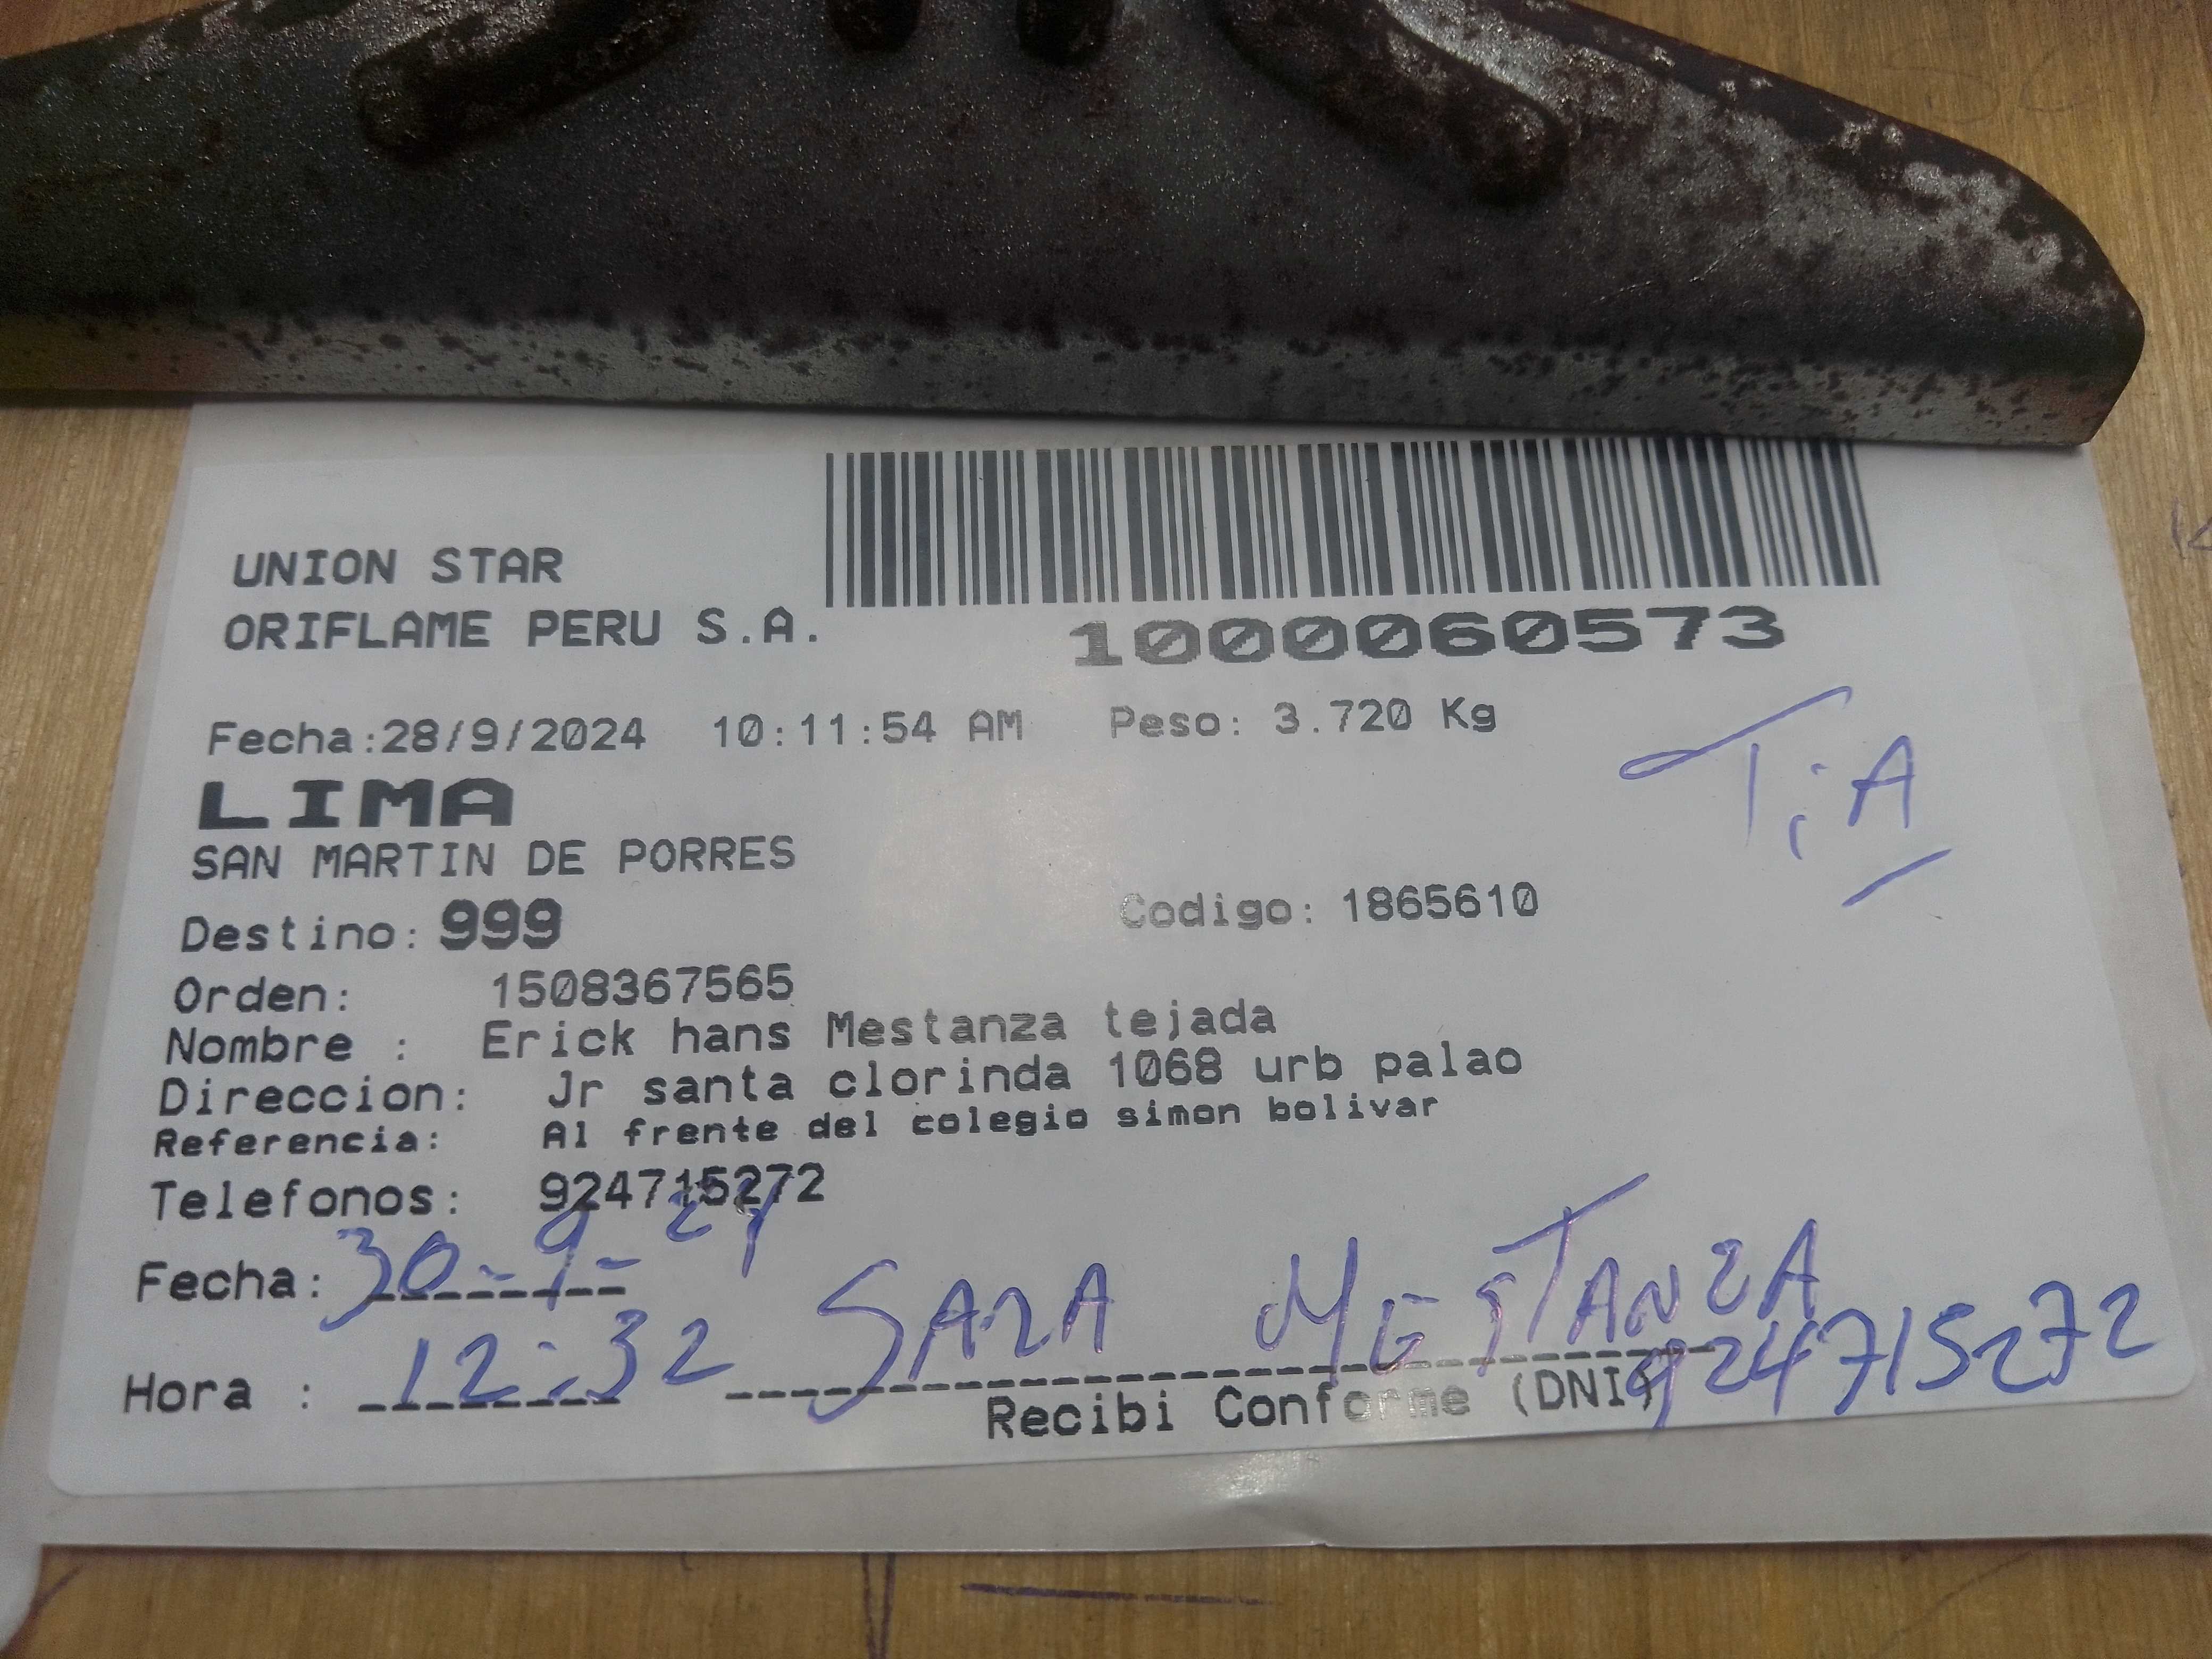 UNION STAR
ORIFLAME PERU S.A.
1000060573
Fecha:28/9/2024 10:11:54 AM Peso: 3.720 Kg
TiA
LIMA
SAN MARTIN DE PORRES
Destino: 999 Codigo: 1865610
Orden: 1508367565
Nombre : Erick hans Mestanza tejada
Direccion: Jr santa clorinda 1068 urb palao
Referencia: Al frente del colegio simon bolivar
Telefonos: 924715272
Fecha: 30-9-24
SARA MESTANZA
Hora : 12:32 924715272
Recibi Conforme (DNI)